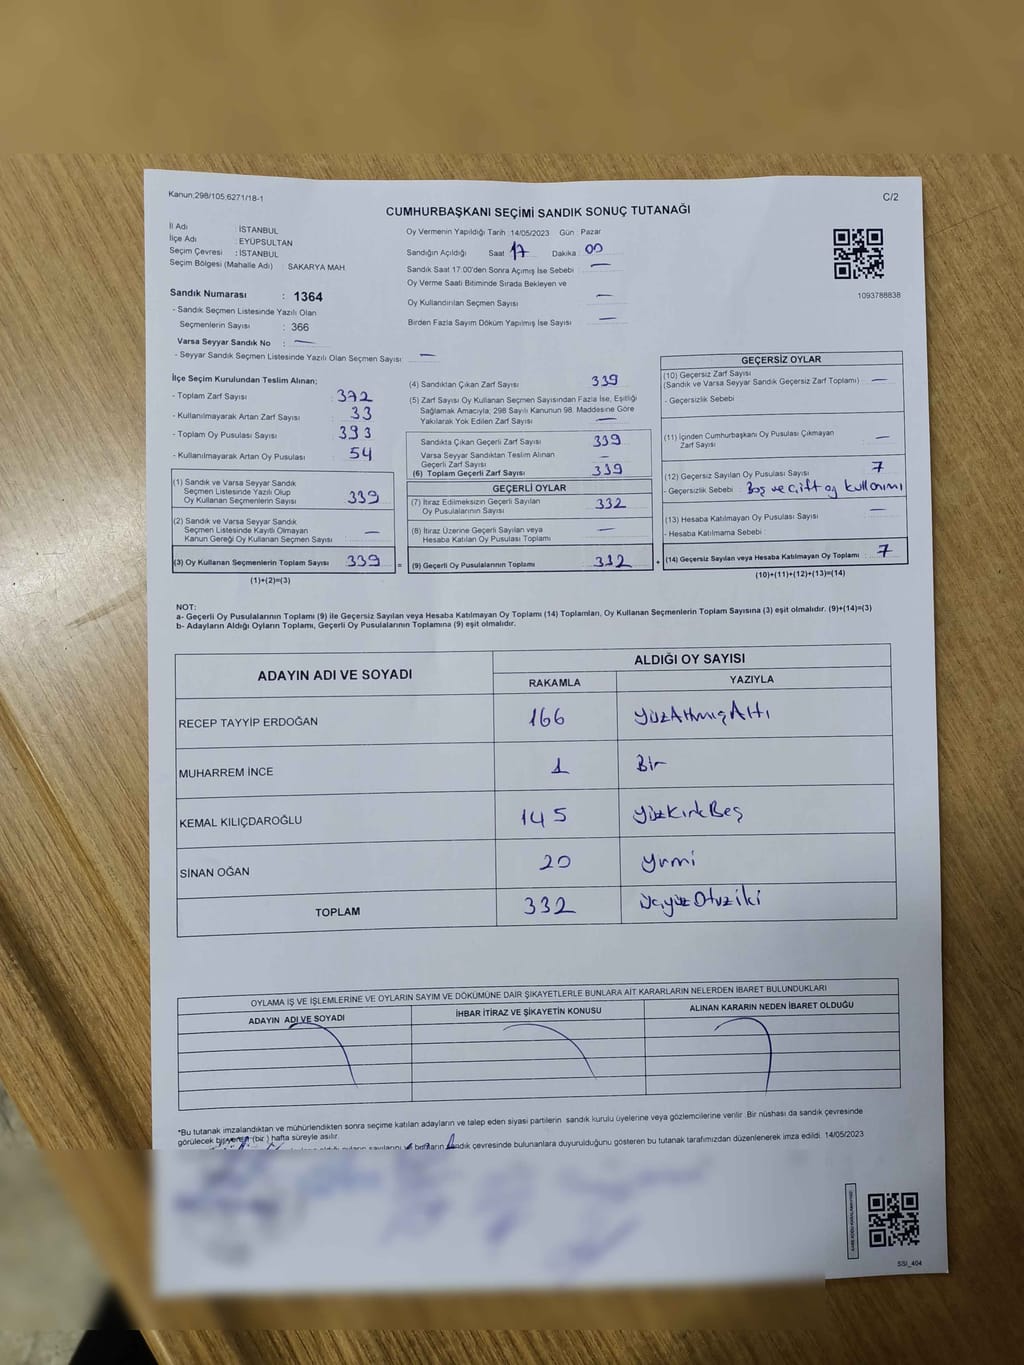 Kanun;298/105;6271/18-1
C/2
CUMHURBAŞKANI SEÇİMİ SANDIK SONUÇ TUTANAĞI
İl Adı : İSTANBUL
İlçe Adı : EYÜPSULTAN
Seçim Çevresi : İSTANBUL
Seçim Bölgesi (Mahalle Adı) : SAKARYA MAH.
Sandık Numarası : 1364
- Sandık Seçmen Listesinde Yazılı Olan
Seçmenlerin Sayısı : 366
Varsa Seyyar Sandık No : —
- Seyyar Sandık Seçmen Listesinde Yazılı Olan Seçmen Sayısı: —
Oy Vermenin Yapıldığı Tarih :14/05/2023 Gün : Pazar
Sandığın Açıldığı Saat 17 Dakika : 00
Sandık Saat 17:00'den Sonra Açımış İse Sebebi : —
Oy Verme Saati Bitiminde Sırada Bekleyen ve
Oy Kullandırılan Seçmen Sayısı : —
Birden Fazla Sayım Döküm Yapılmış İse Sayısı : —
1093788838
İlçe Seçim Kurulundan Teslim Alınan;
- Toplam Zarf Sayısı : 372
- Kullanılmayarak Artan Zarf Sayısı : 33
- Toplam Oy Pusulası Sayısı : 393
- Kullanılmayarak Artan Oy Pusulası : 54
(1) Sandık ve Varsa Seyyar Sandık
Seçmen Listesinde Yazılı Olup
Oy Kullanan Seçmenlerin Sayısı : 339
(2) Sandık ve Varsa Seyyar Sandık
Seçmen Listesinde Kayıtlı Olmayan
Kanun Gereği Oy Kullanan Seçmen Sayısı : —
(3) Oy Kullanan Seçmenlerin Toplam Sayısı : 339 =
(1)+(2)=(3)
(4) Sandıktan Çıkan Zarf Sayısı : 339
(5) Zarf Sayısı Oy Kullanan Seçmen Sayısından Fazla İse, Eşitliği
Sağlamak Amacıyla; 298 Sayılı Kanunun 98. Maddesine Göre
Yakılarak Yok Edilen Zarf Sayısı : —
Sandıkta Çıkan Geçerli Zarf Sayısı : 339
Varsa Seyyar Sandıktan Teslim Alınan
Geçerli Zarf Sayısı : —
(6) Toplam Geçerli Zarf Sayısı : 339
GEÇERLİ OYLAR
(7) İtiraz Edilmeksizin Geçerli Sayılan
Oy Pusulalarının Sayısı : 332
(8) İtiraz Üzerine Geçerli Sayılan veya
Hesaba Katılan Oy Pusulası Toplamı : —
(9) Geçerli Oy Pusulalarının Toplamı : 332 +
GEÇERSİZ OYLAR
(10) Geçersiz Zarf Sayısı
(Sandık ve Varsa Seyyar Sandık Geçersiz Zarf Toplamı) : —
- Geçersizlik Sebebi :
(11) İçinden Cumhurbaşkanı Oy Pusulası Çıkmayan
Zarf Sayısı : —
(12) Geçersiz Sayılan Oy Pusulası Sayısı : 7
- Geçersizlik Sebebi : Boş ve çift oy kullanımı
(13) Hesaba Katılmayan Oy Pusulası Sayısı : —
- Hesaba Katılmama Sebebi :
(14) Geçersiz Sayılan veya Hesaba Katılmayan Oy Toplamı : 7
(10)+(11)+(12)+(13)=(14)
NOT:
a- Geçerli Oy Pusulalarının Toplamı (9) ile Geçersiz Sayılan veya Hesaba Katılmayan Oy Toplamı (14) Toplamları, Oy Kullanan Seçmenlerin Toplam Sayısına (3) eşit olmalıdır. (9)+(14)=(3)
b- Adayların Aldığı Oyların Toplamı, Geçerli Oy Pusulalarının Toplamına (9) eşit olmalıdır.
ADAYIN ADI VE SOYADI ALDIĞI OY SAYISI
RAKAMLA YAZIYLA
RECEP TAYYİP ERDOĞAN 166 YüzAltmışAltı
MUHARREM İNCE 1 Bir
KEMAL KILIÇDAROĞLU 145 YüzKırkBeş
SİNAN OĞAN 20 Yirmi
TOPLAM 332 ÜçyüzOtuziki
OYLAMA İŞ VE İŞLEMLERİNE VE OYLARIN SAYIM VE DÖKÜMÜNE DAİR ŞİKAYETLERLE BUNLARA AİT KARARLARIN NELERDEN İBARET BULUNDUKLARI
ADAYIN ADI VE SOYADI İHBAR İTİRAZ VE ŞİKAYETİN KONUSU ALINAN KARARIN NEDEN İBARET OLDUĞU
*Bu tutanak imzalandıktan ve mühürlendikten sonra seçime katılan adayların ve talep eden siyasi partilerin sandık kurulu üyelerine veya gözlemcilerine verilir. Bir nüshası da sandık çevresinde
görülecek bir yere (bir ) hafta süreyle asılır.
sandık çevresinde bulunanlara duyurulduğunu gösteren bu tutanak tarafımızdan düzenlenerek imza edildi. 14/05/2023
SSI_404